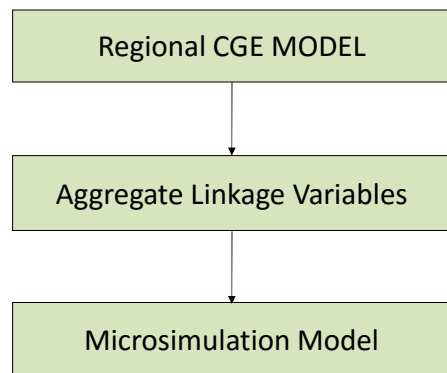 Regional CGE MODEL
Aggregate Linkage Variables
Microsimulation Model